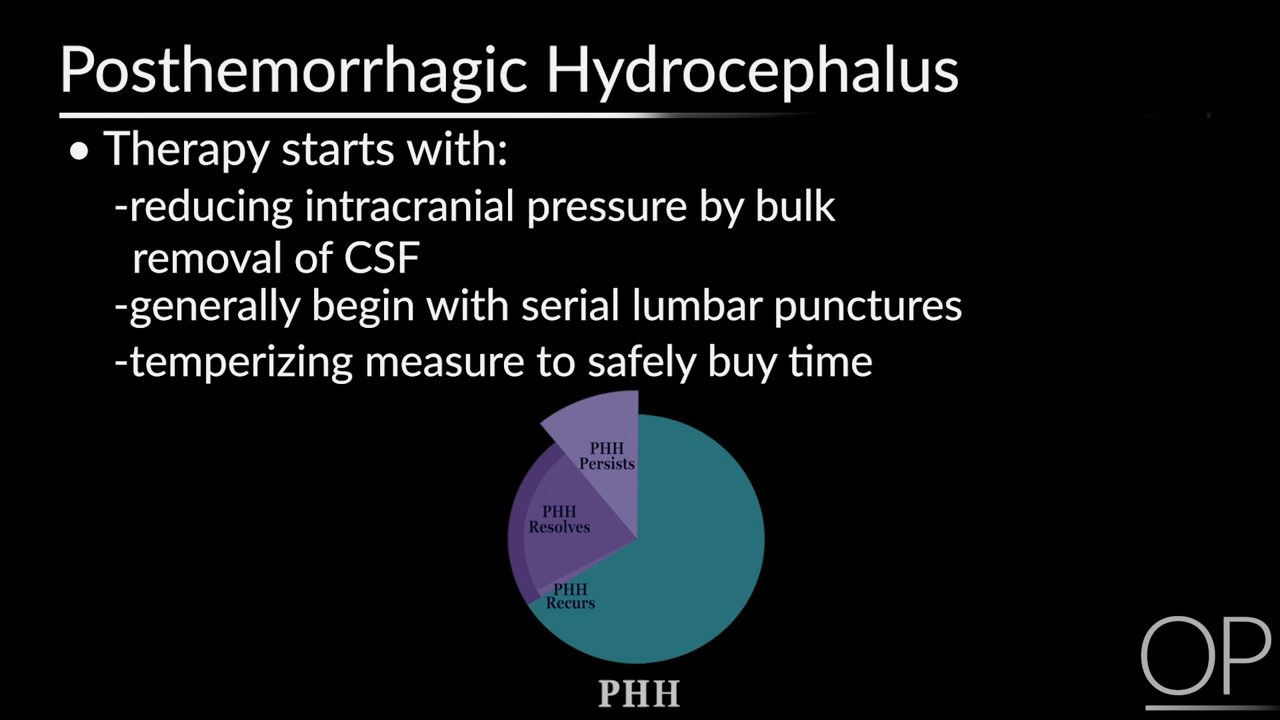 Posthemorrhagic Hydrocephalus
• Therapy starts with:
-reducing intracranial pressure by bulk
removal of CSF
-generally begin with serial lumbar punctures
-temperizing measure to safely buy time
PHH
Persists
PHH
Resolves
PHH
Recurs
PHH
OP